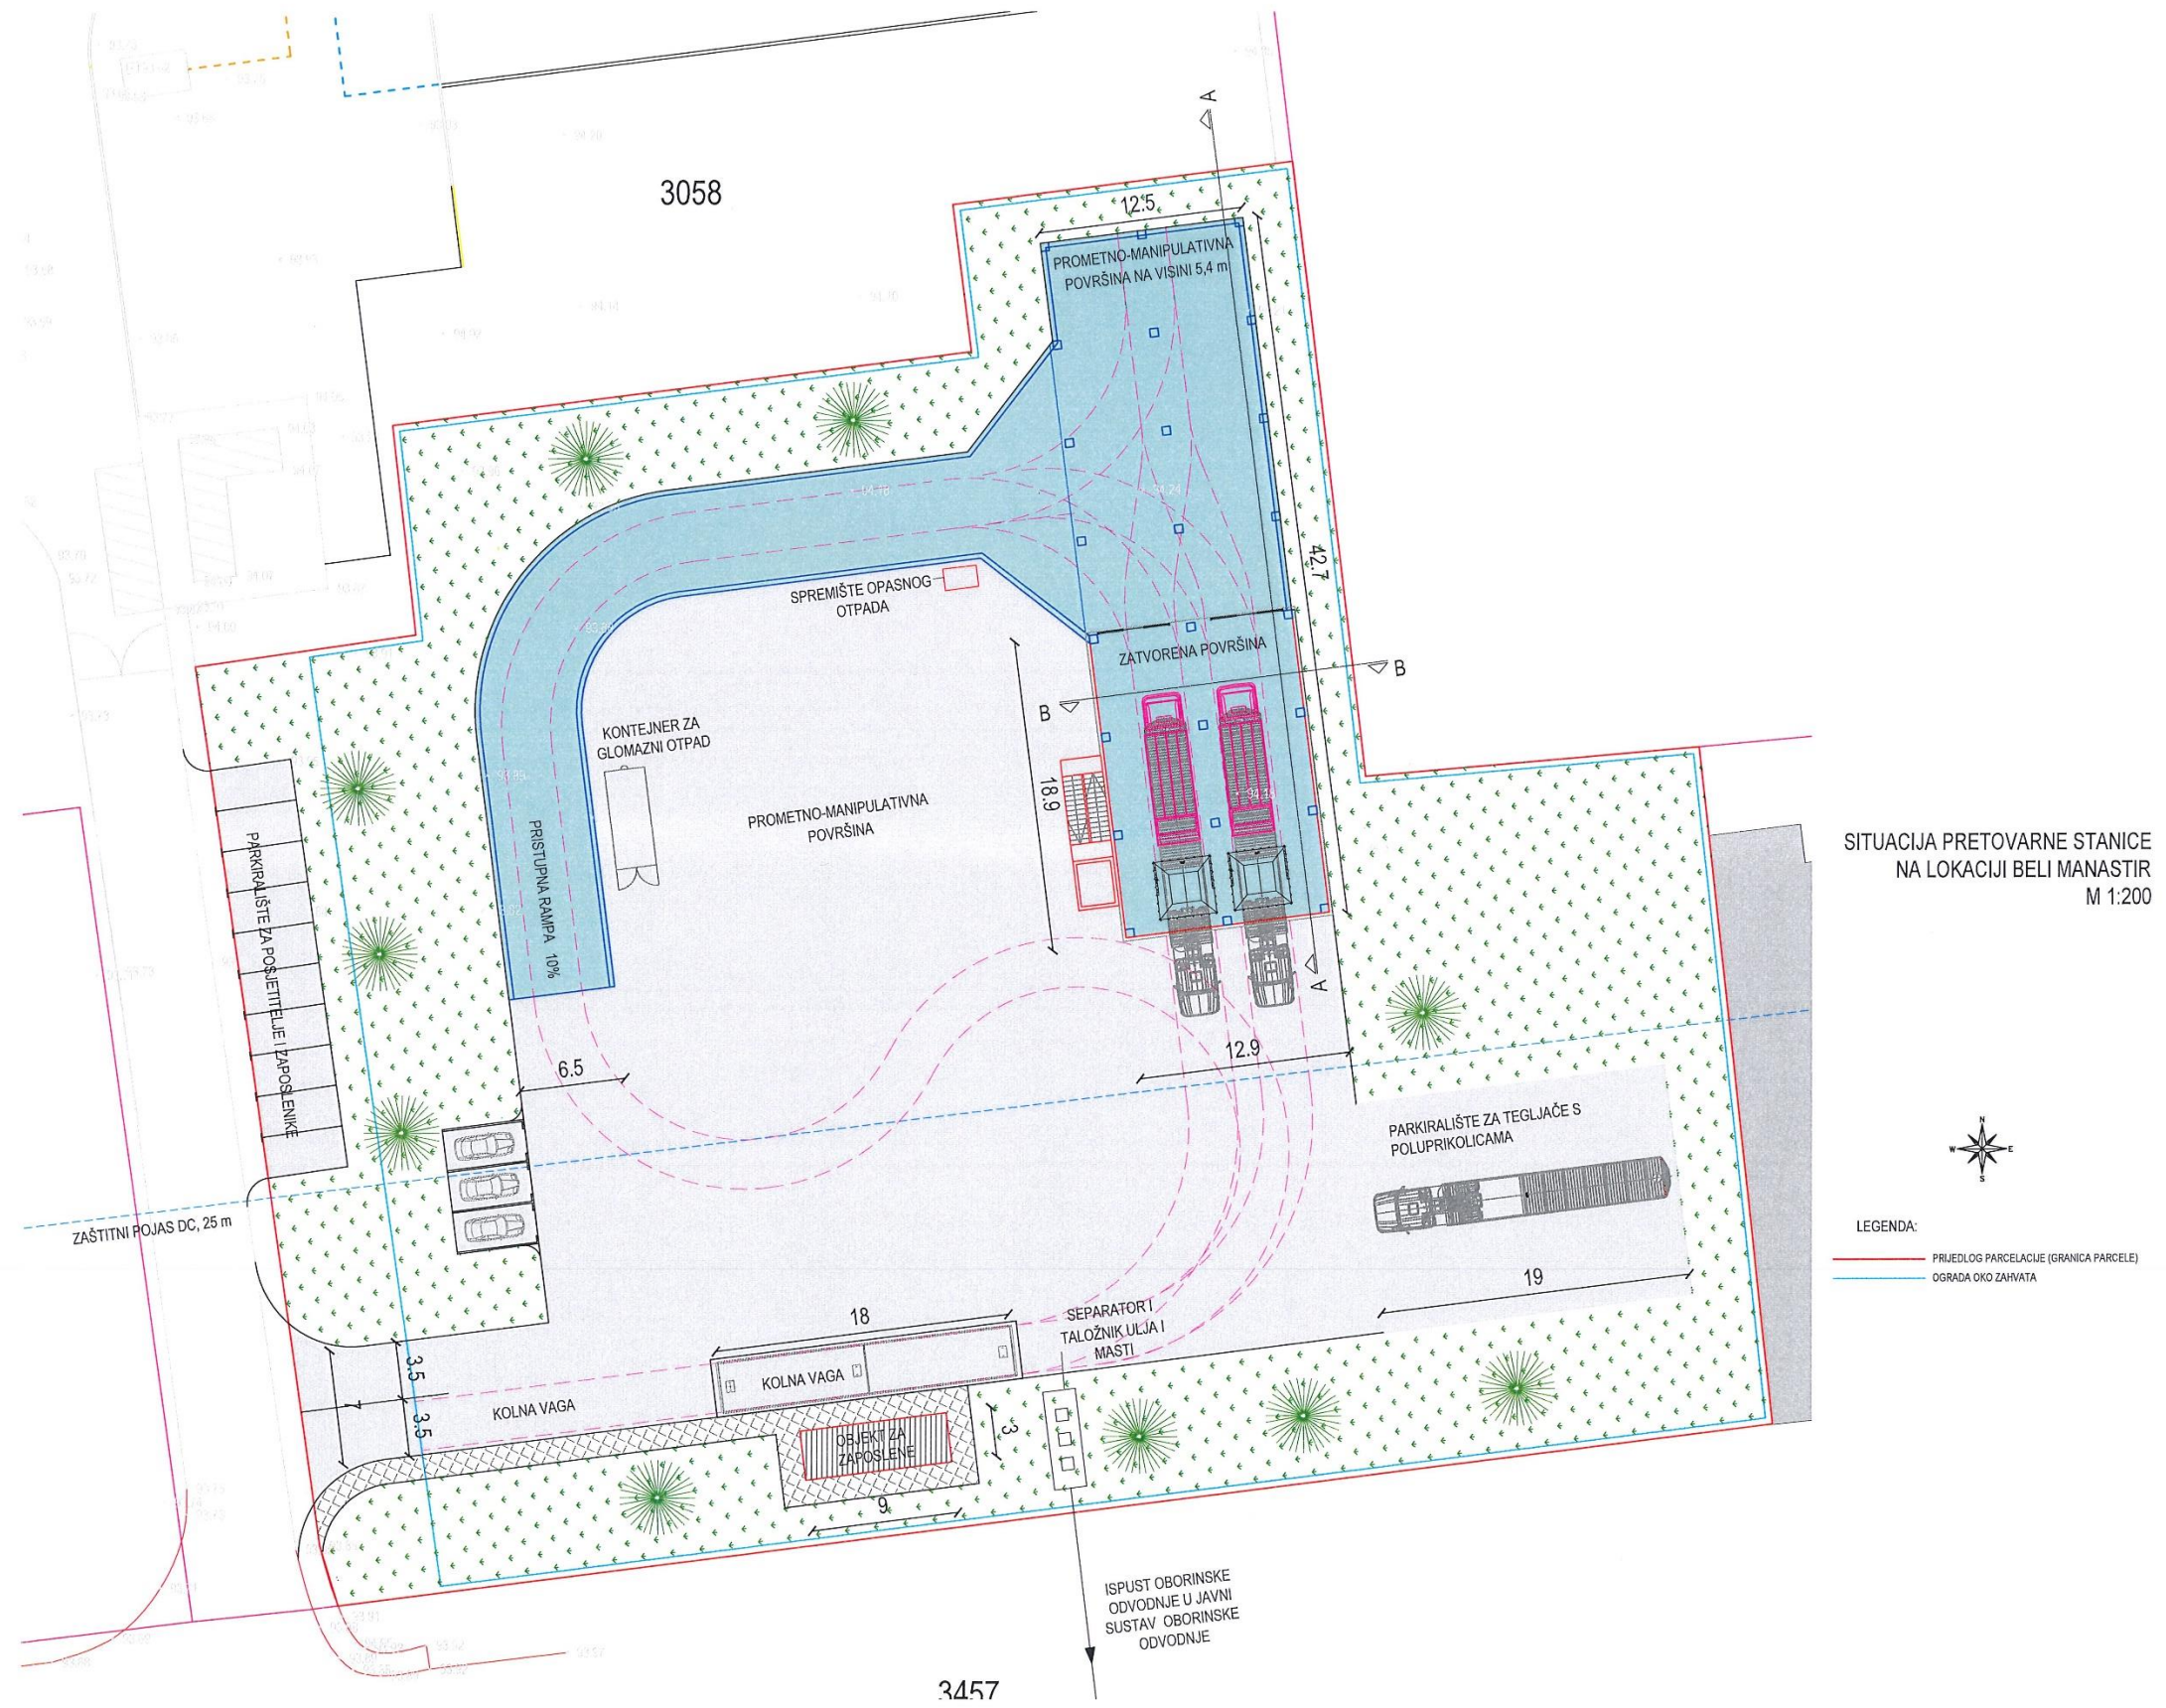 3058
A
12.5
PROMETNO-MANIPULATIVNA
POVRŠINA NA VISINI 5,4 m
42.7
SPREMIŠTE OPASNOG
OTPADA
ZATVORENA POVRŠINA
B
B
KONTEJNER ZA
GLOMAZNI OTPAD
18.9
PROMETNO-MANIPULATIVNA
POVRŠINA
PRISTUPNA RAMPA 10%
PARKIRALIŠTE ZA POSJETITELJE I ZAPOSLENIKE
A
6.5
12.9
PARKIRALIŠTE ZA TEGLJAČE S
POLUPRIKOLICAMA
19
ZAŠTITNI POJAS DC, 25 m
18
SEPARATOR I
TALOŽNIK ULJA I
MASTI
3.5
7
3.5
KOLNA VAGA
KOLNA VAGA
OBJEKT ZA
ZAPOSLENE
3
9
ISPUST OBORINSKE
ODVODNJE U JAVNI
SUSTAV OBORINSKE
ODVODNJE
3457
SITUACIJA PRETOVARNE STANICE
NA LOKACIJI BELI MANASTIR
M 1:200
N
W E
S
LEGENDA:
PRIJEDLOG PARCELACIJE (GRANICA PARCELE)
OGRADA OKO ZAHVATA